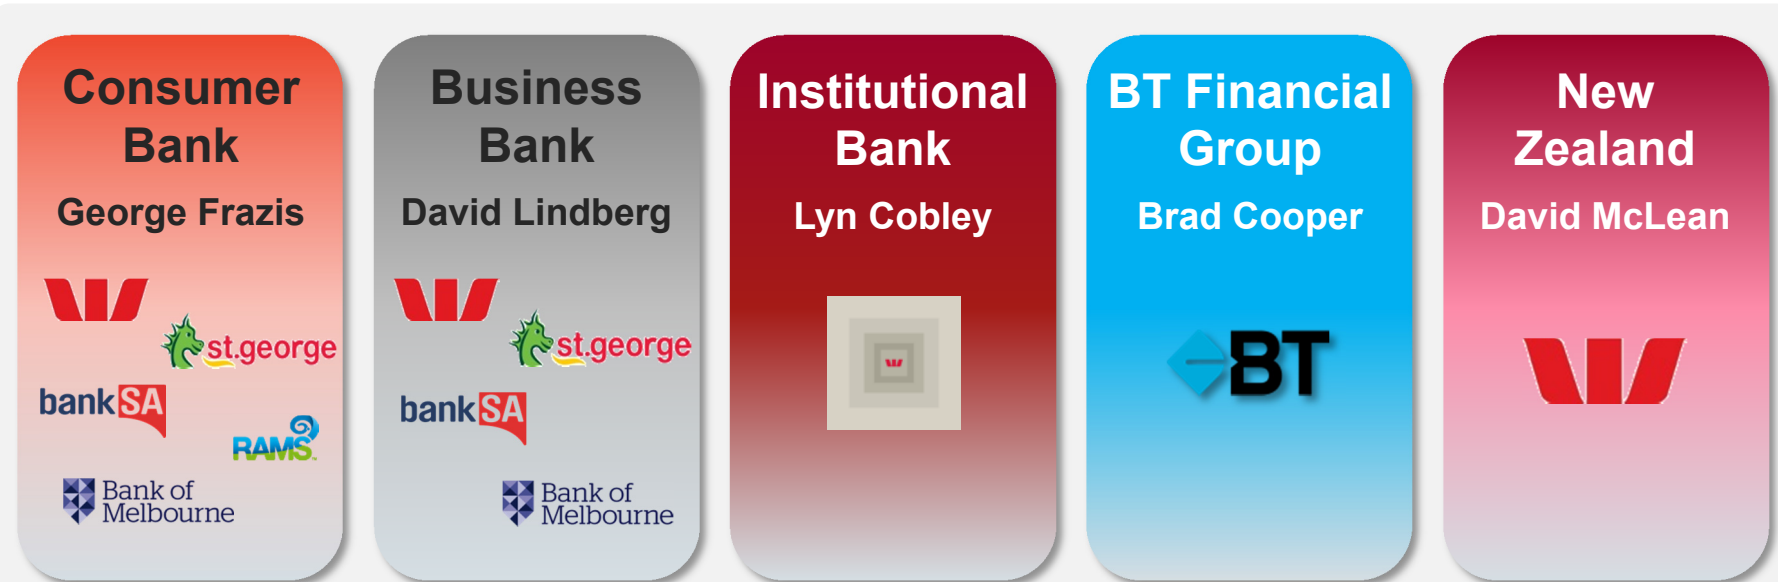 Consumer
Bank
George Frazis
st.george
bankSA
RAMS
Bank of
Melbourne
Business
Bank
David Lindberg
st.george
bankSA
Bank of
Melbourne
Institutional
Bank
Lyn Cobley
BT Financial
Group
Brad Cooper
BT
New
Zealand
David McLean